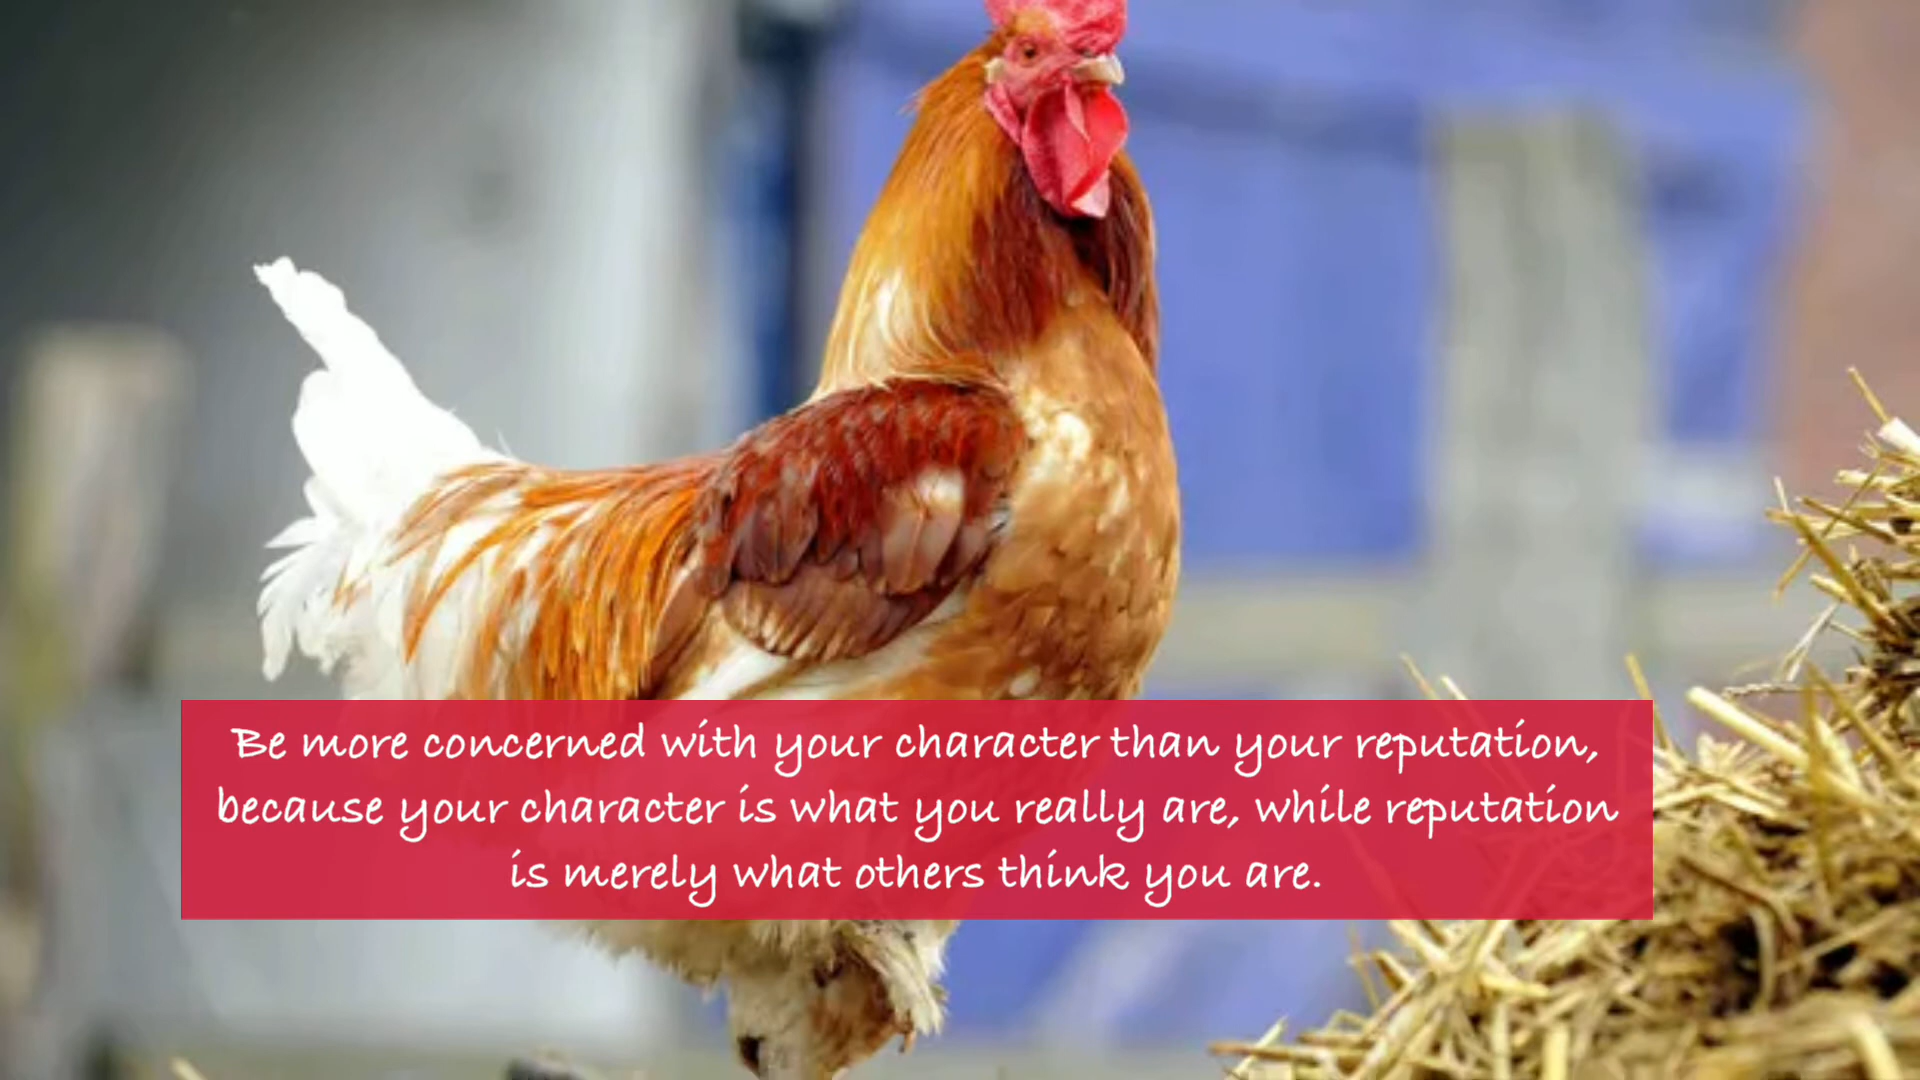 Be more concerned with your character than your reputation,
because your character is what you really are, while reputation
is merely what others think you are.